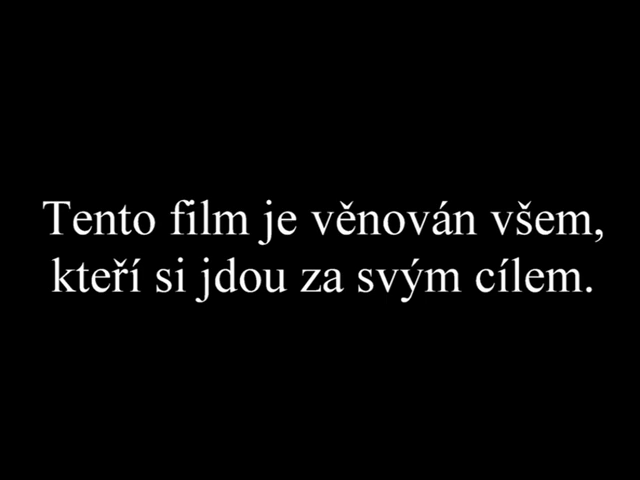 Tento film je věnován všem,
kteří si jdou za svým cílem.